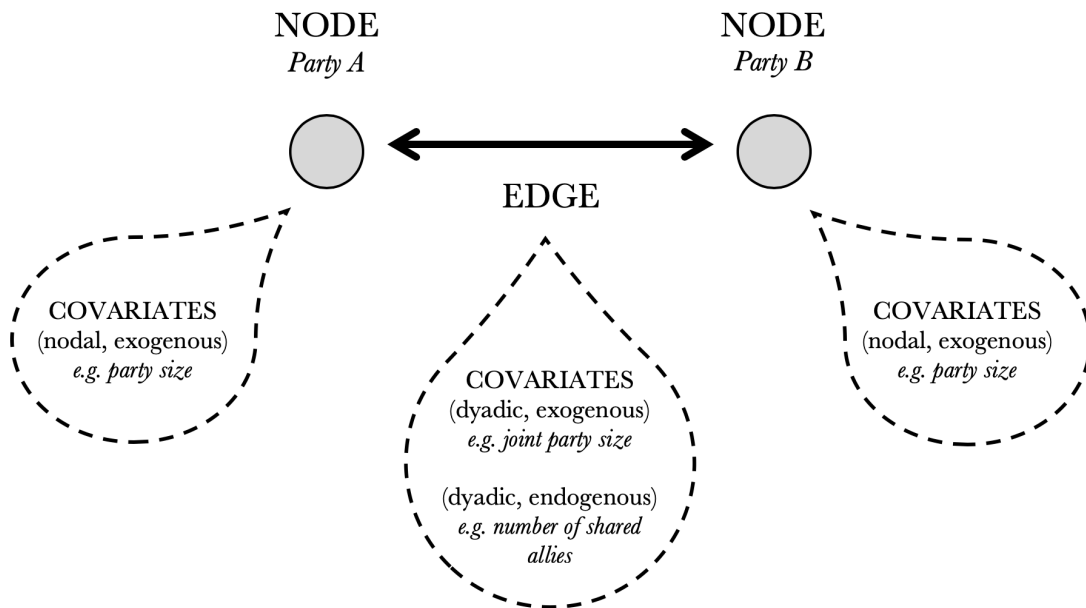 NODE
Party A
NODE
Party B
EDGE
COVARIATES
(nodal, exogenous)
e.g. party size
COVARIATES
(dyadic, exogenous)
e.g. joint party size
(dyadic, endogenous)
e.g. number of shared
allies
COVARIATES
(nodal, exogenous)
e.g. party size